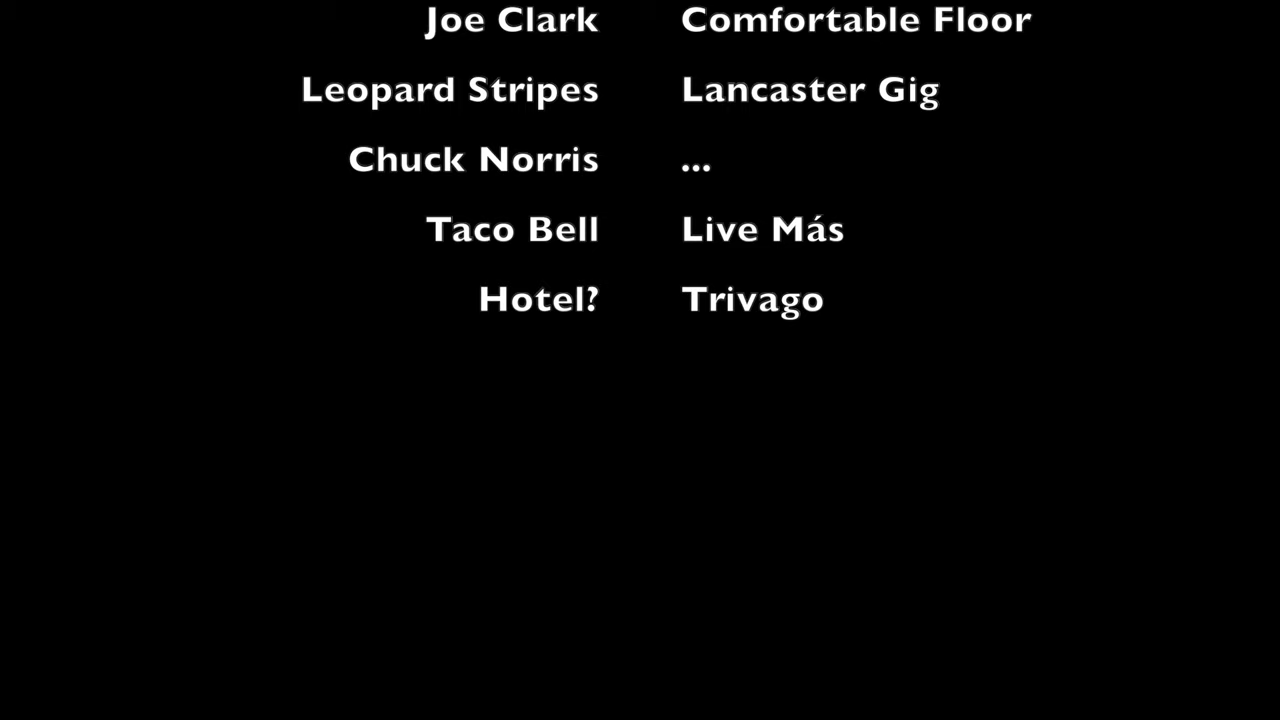 Joe Clark Comfortable Floor
Leopard Stripes Lancaster Gig
Chuck Norris ...
Taco Bell Live Más
Hotel? Trivago